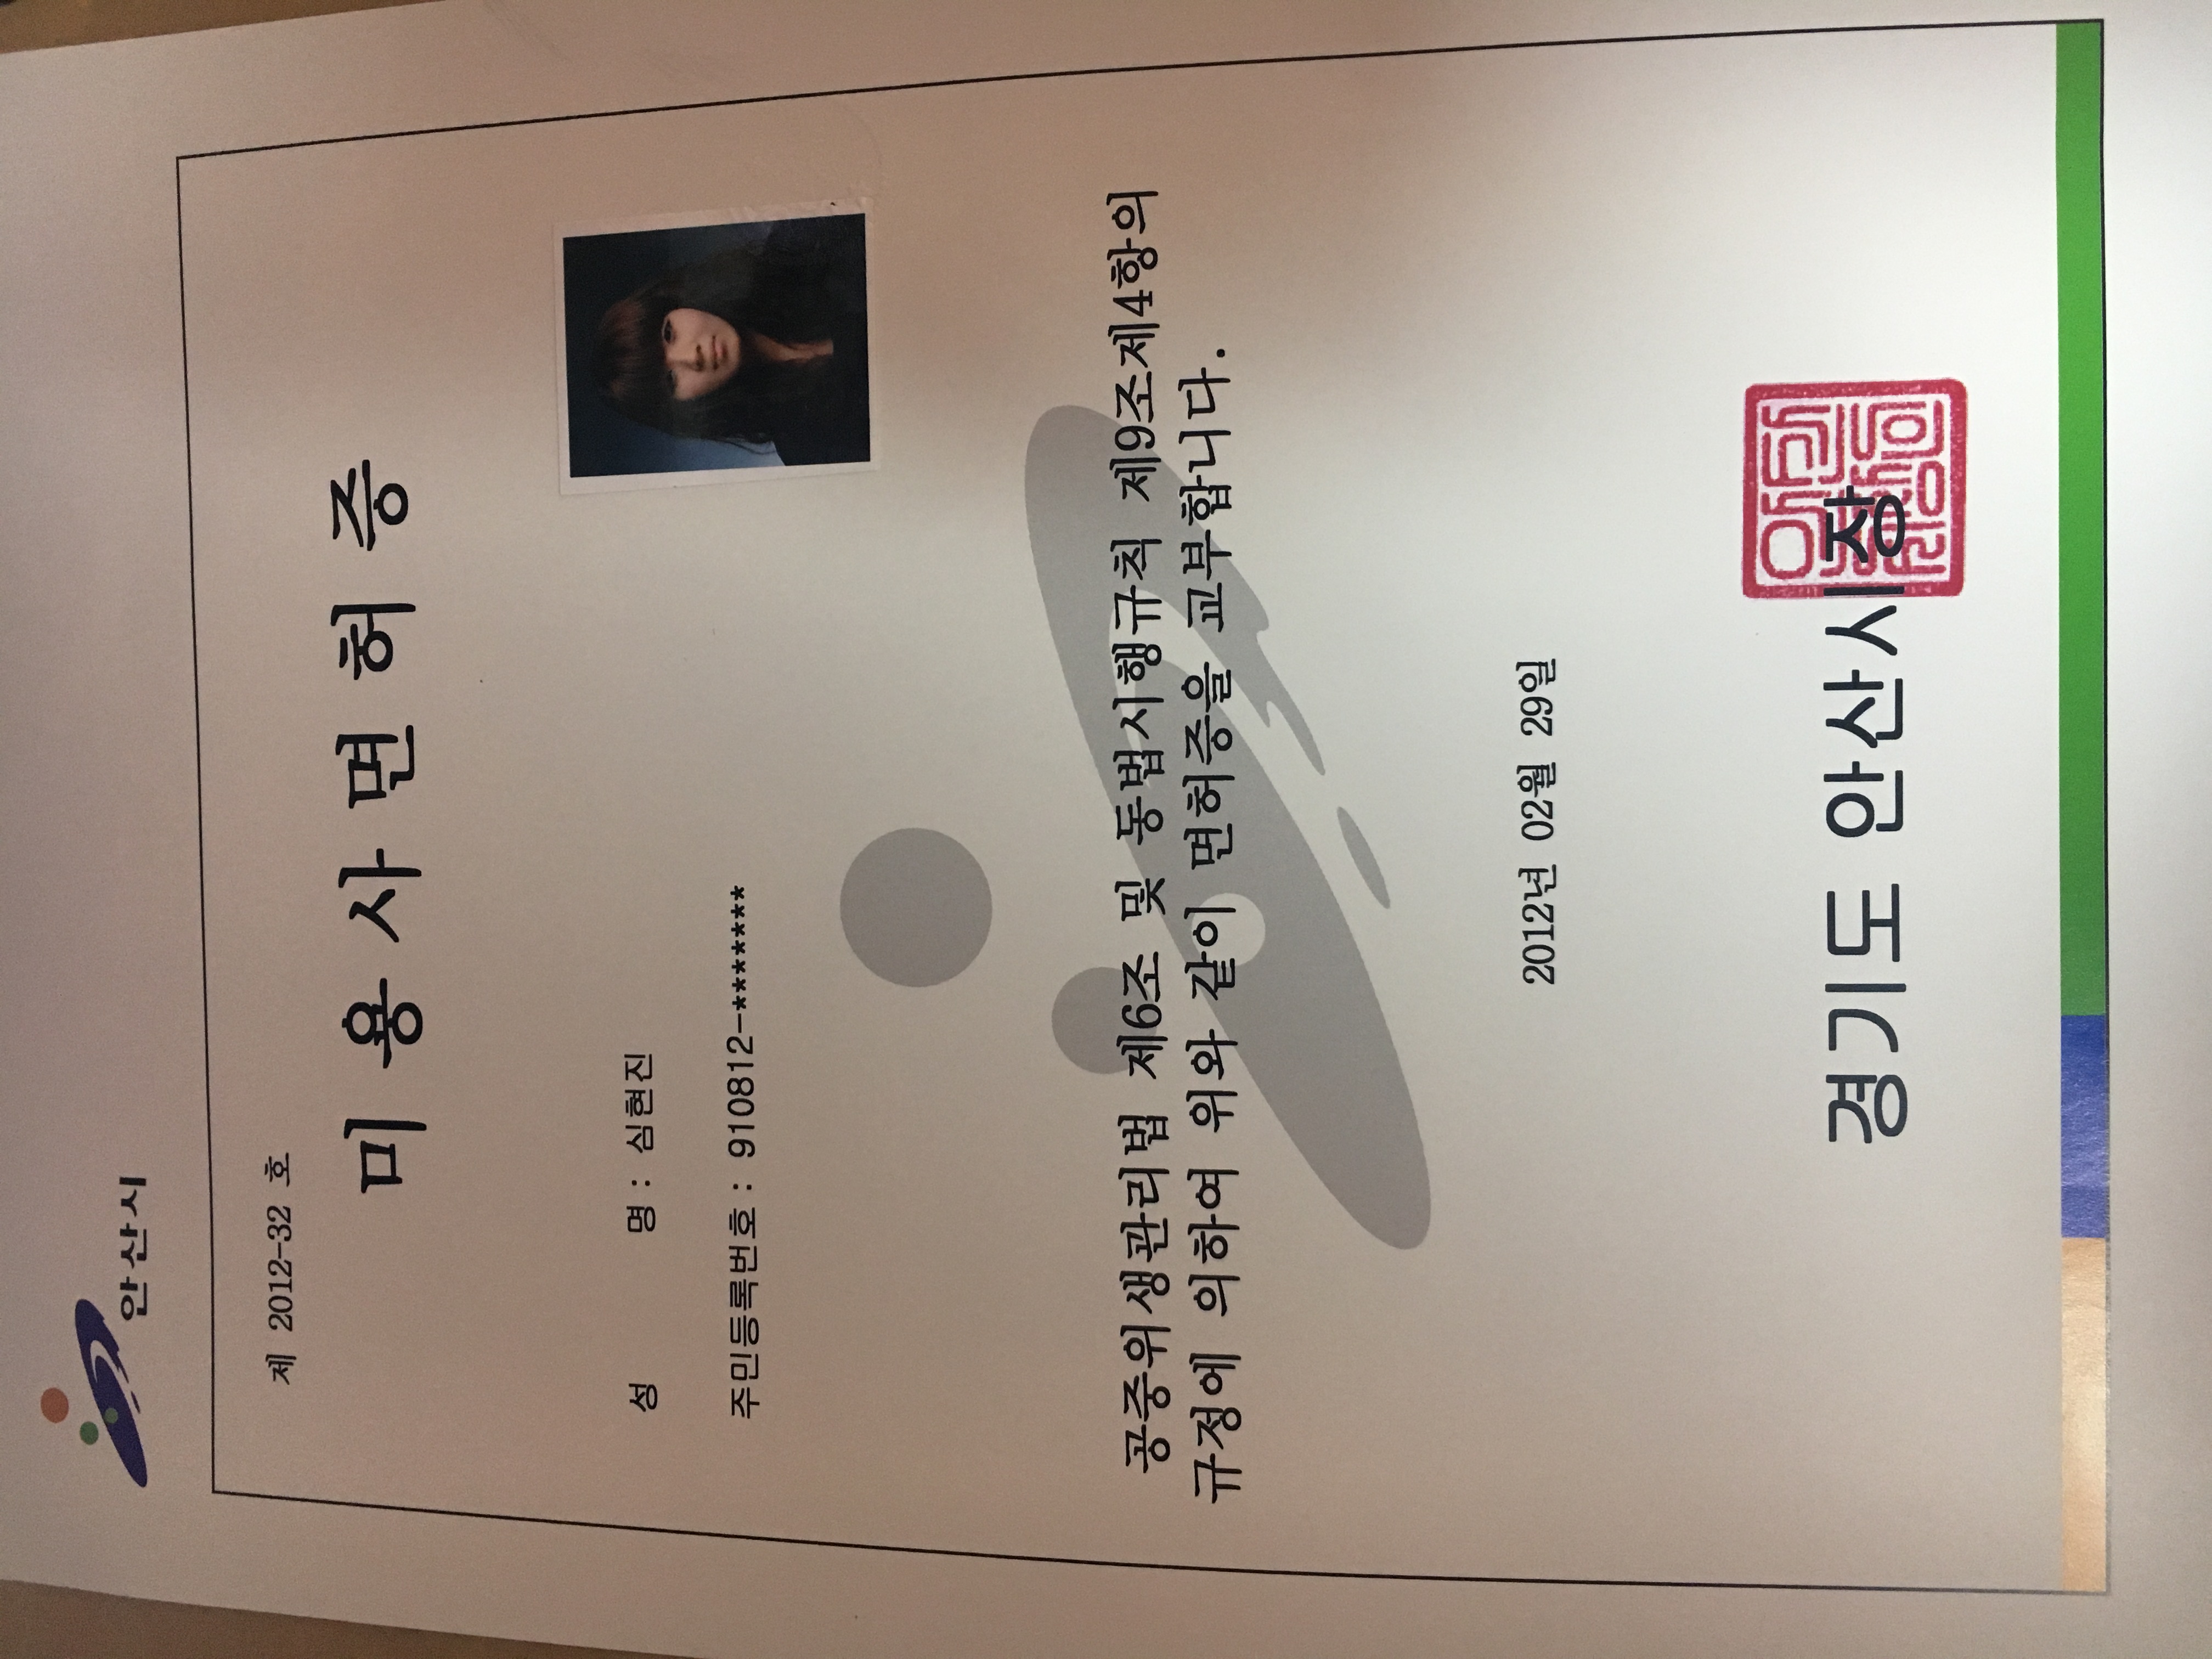 안산시
제 2012-32 호
미 용 사 면 허 증
성 명 : 심현진
주민등록번호 : 910812-*******
공중위생관리법 제6조 및 동법시행규칙 제9조제4항의
규정에 의하여 위와 같이 면허증을 교부합니다.
2012년 02월 29일
경기도 안산시장